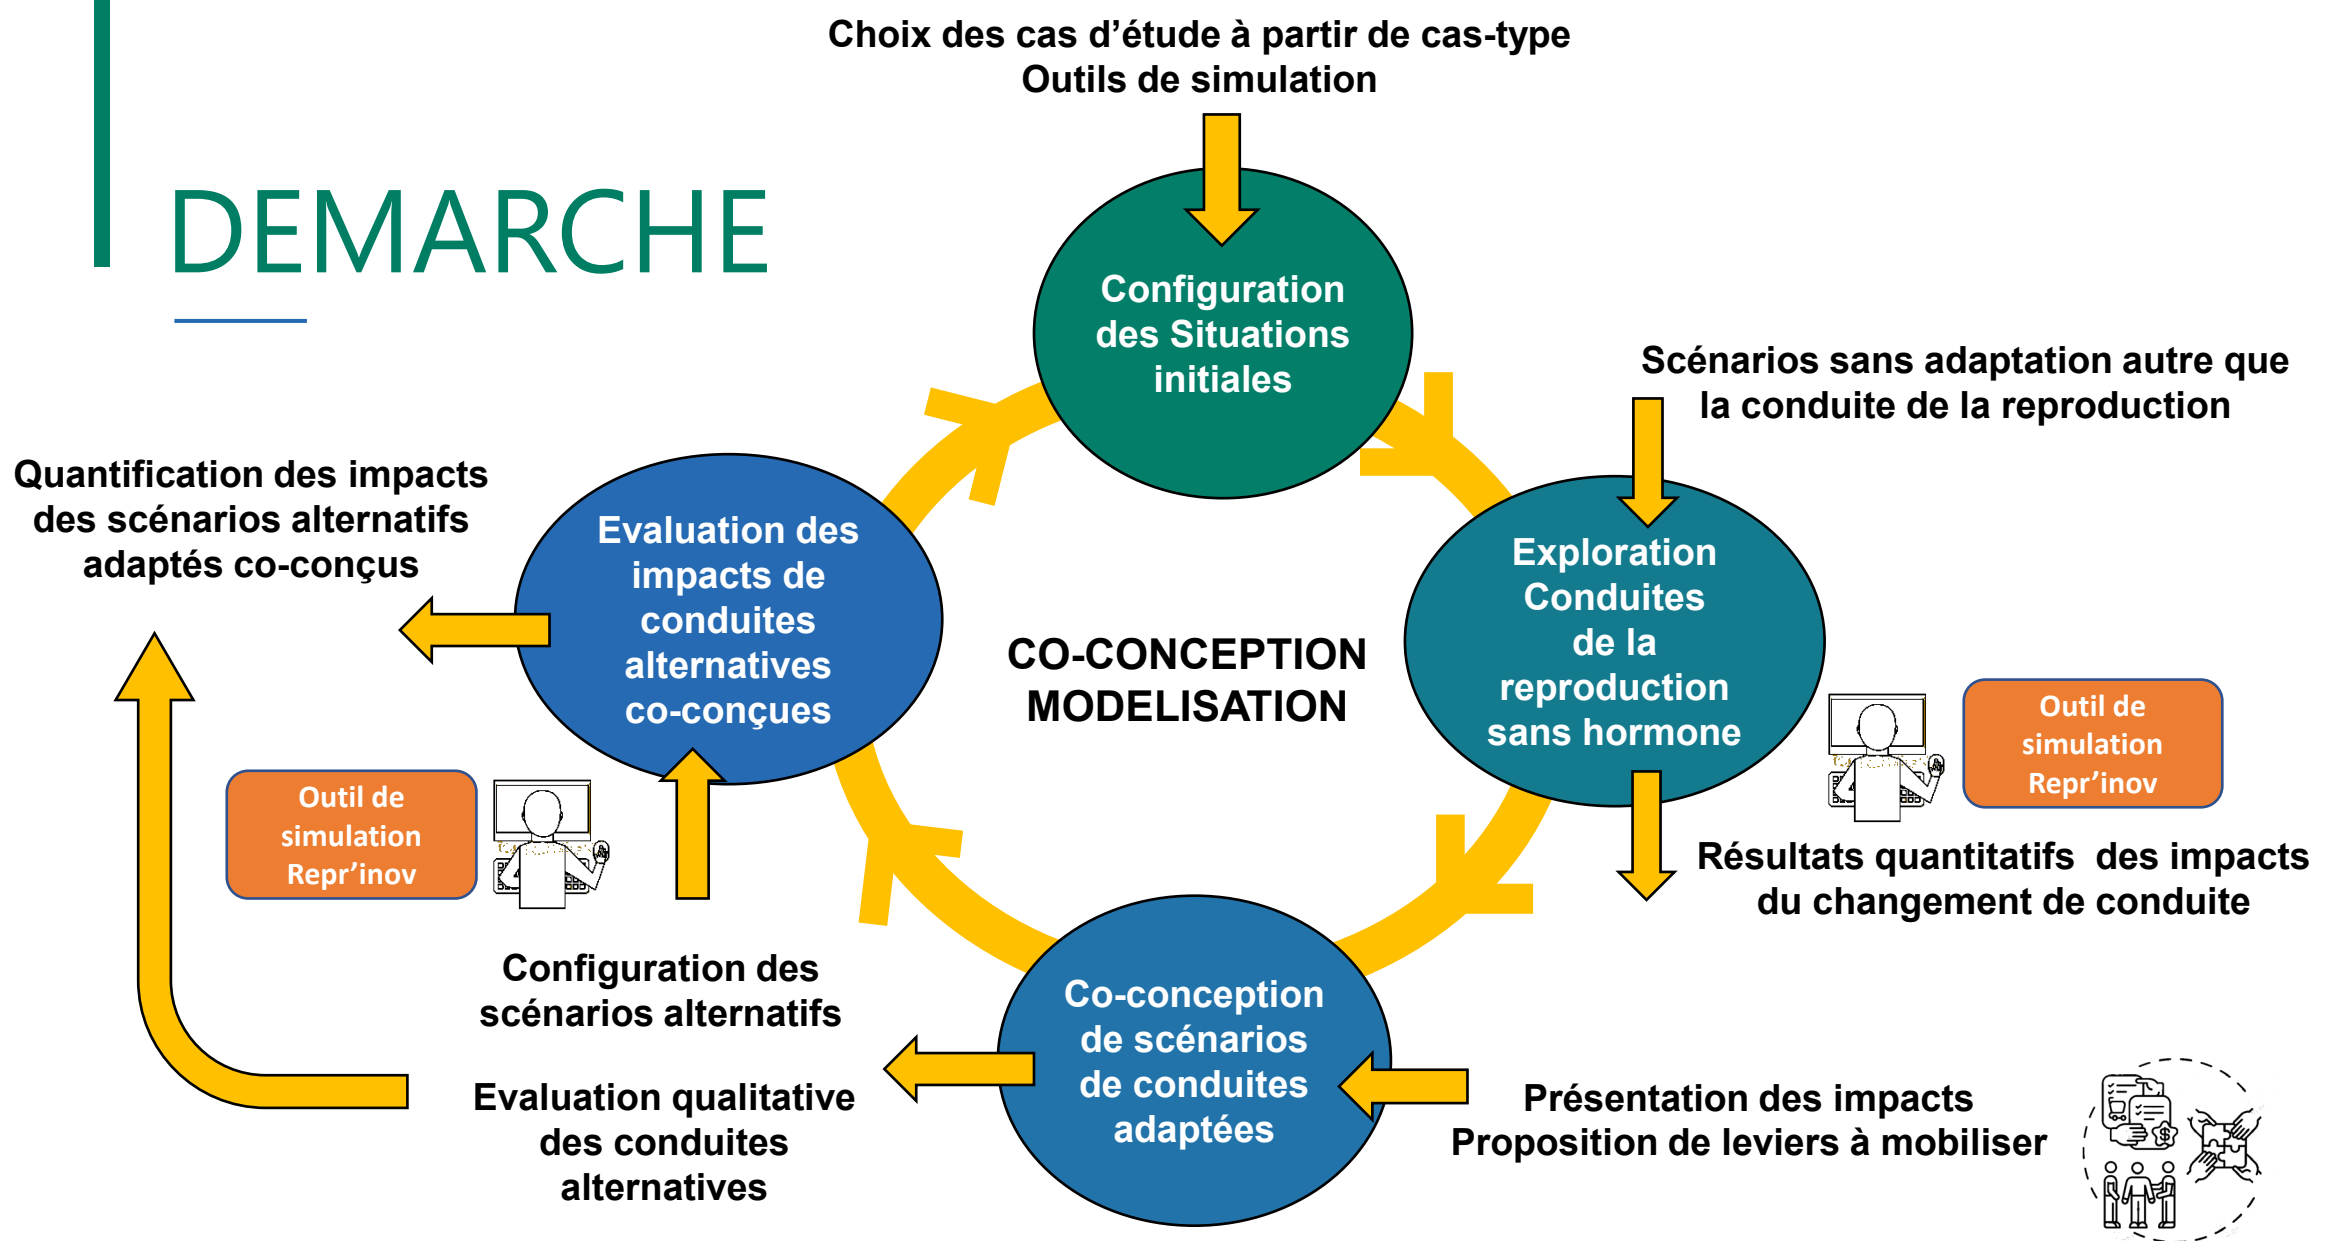 DEMARCHE
Choix des cas d’étude à partir de cas-type
Outils de simulation
Configuration
des Situations
initiales
Scénarios sans adaptation autre que
la conduite de la reproduction
Exploration
Conduites
de la
reproduction
sans hormone
Outil de
simulation
Repr’inov
Résultats quantitatifs  des impacts
du changement de conduite
CO-CONCEPTION
MODELISATION
Présentation des impacts
Proposition de leviers à mobiliser
Co-conception
de scénarios
de conduites
adaptées
Configuration des
scénarios alternatifs
Evaluation qualitative
des conduites
alternatives
Outil de
simulation
Repr’inov
Evaluation des
impacts de
conduites
alternatives
co-conçues
Quantification des impacts
des scénarios alternatifs
adaptés co-conçus